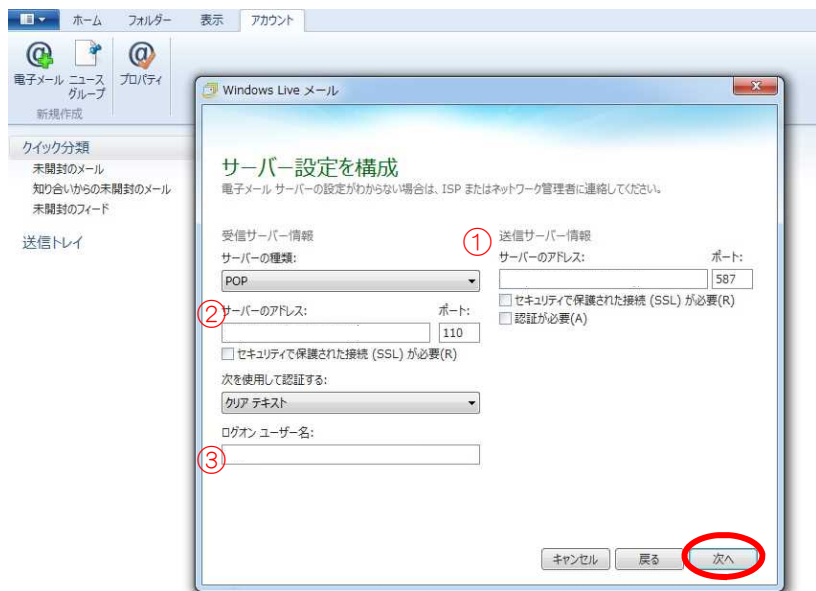 ホーム フォルダー 表示 アカウント
電子メール ニュース グループ プロパティ
新規作成
クイック分類
未開封のメール
知り合いからの未開封のメール
未開封のフィード
送信トレイ
Windows Live メール
サーバー設定を構成
電子メール サーバーの設定がわからない場合は、ISP またはネットワーク管理者に連絡してください。
受信サーバー情報
サーバーの種類:
POP
② サーバーのアドレス: ポート:
110
セキュリティで保護された接続 (SSL) が必要(R)
次を使用して認証する:
クリア テキスト
ログオン ユーザー名:
③
① 送信サーバー情報
サーバーのアドレス: ポート:
587
セキュリティで保護された接続 (SSL) が必要(R)
認証が必要(A)
キャンセル 戻る 次へ